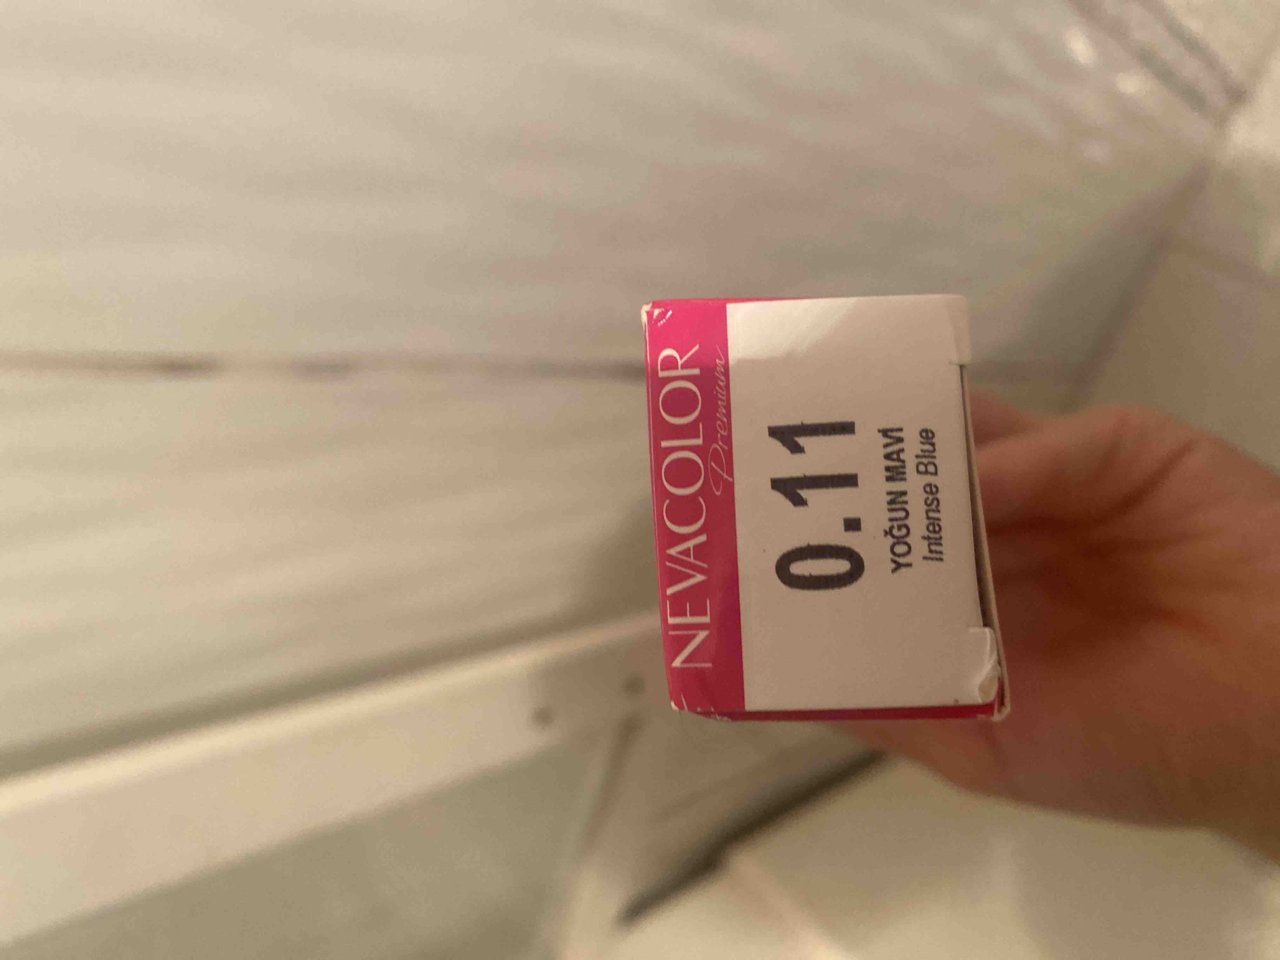 NEVACOLOR
Premium
0.11
YOĞUN MAVİ
Intense Blue